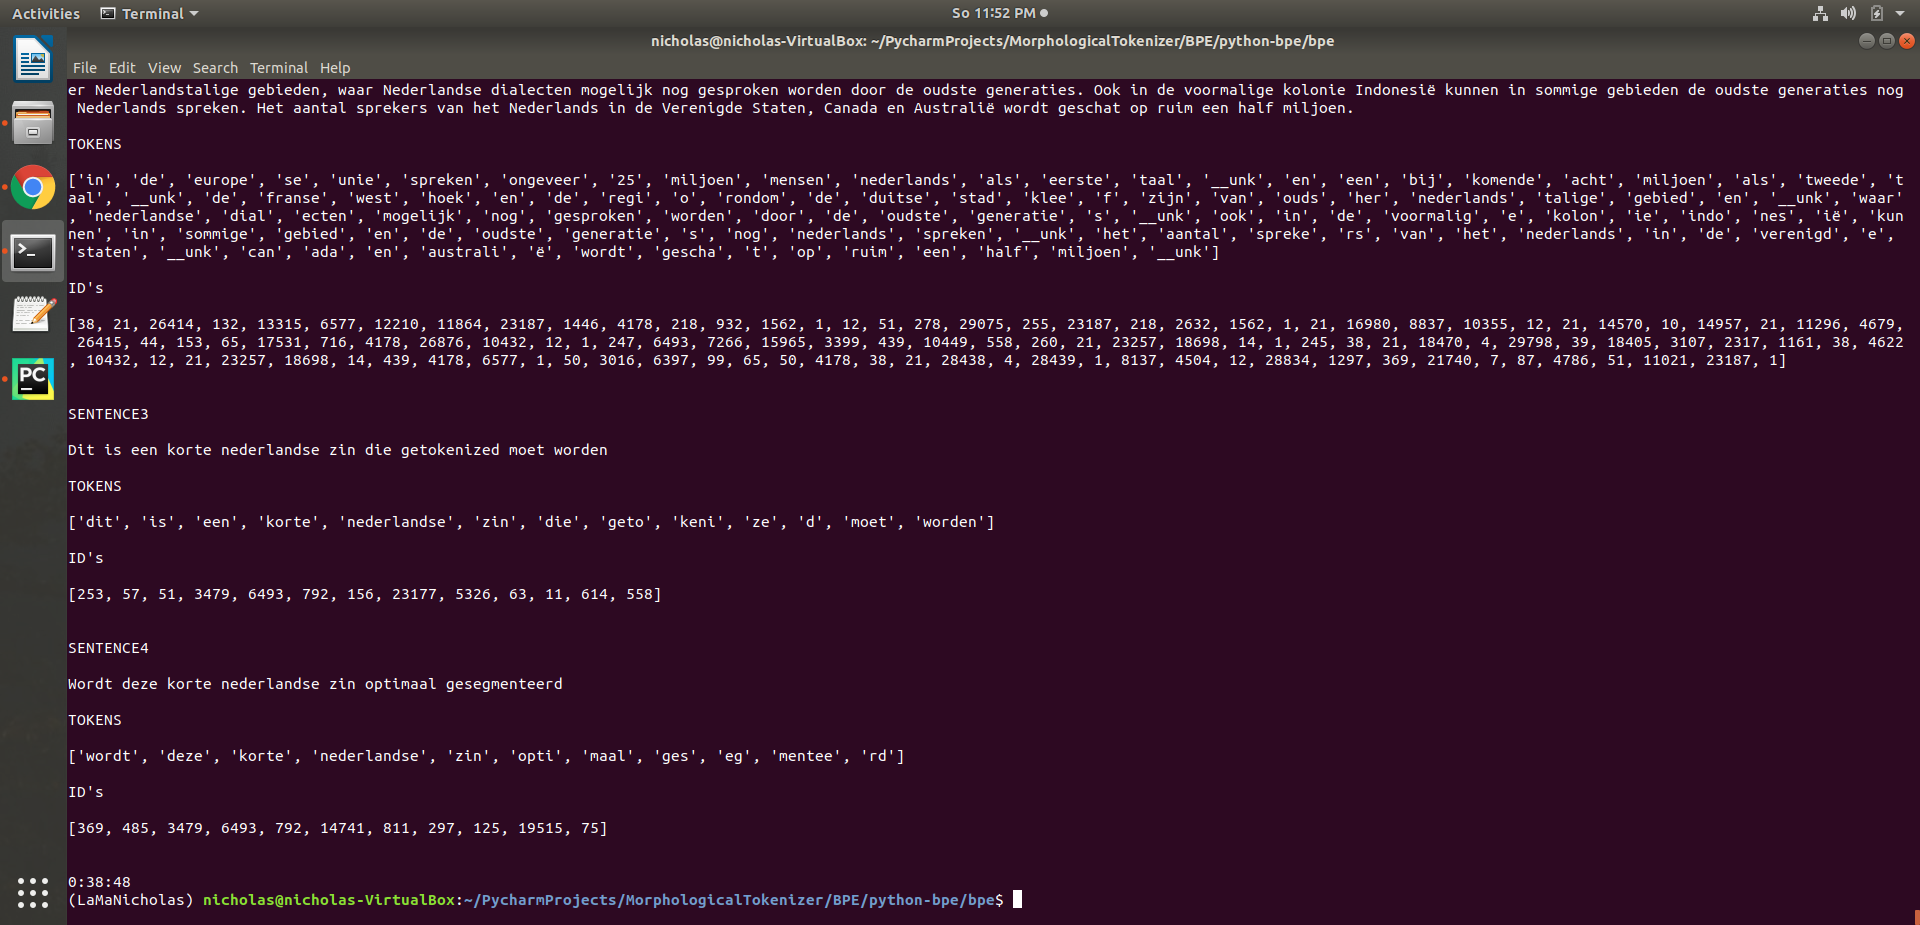 Activities
Terminal
So 11:52 PM
nicholas@nicholas-VirtualBox: ~/PycharmProjects/MorphologicalTokenizer/BPE/python-bpe/bpe
File Edit View Search Terminal Help
er Nederlandstalige gebieden, waar Nederlandse dialecten mogelijk nog gesproken worden door de oudste generaties. Ook in de voormalige kolonie Indonesië kunnen in sommige gebieden de oudste generaties nog
Nederlands spreken. Het aantal sprekers van het Nederlands in de Verenigde Staten, Canada en Australië wordt geschat op ruim een half miljoen.
TOKENS
['in', 'de', 'europe', 'se', 'unie', 'spreken', 'ongeveer', '25', 'miljoen', 'mensen', 'nederlands', 'als', 'eerste', 'taal', '__unk', 'en', 'een', 'bij', 'komende', 'acht', 'miljoen', 'als', 'tweede', 't
aal', '__unk', 'de', 'franse', 'west', 'hoek', 'en', 'de', 'regi', 'o', 'rondom', 'de', 'duitse', 'stad', 'klee', 'f', 'zijn', 'van', 'ouds', 'her', 'nederlands', 'talige', 'gebied', 'en', '__unk', 'waar'
, 'nederlandse', 'dial', 'ecten', 'mogelijk', 'nog', 'gesproken', 'worden', 'door', 'de', 'oudste', 'generatie', 's', '__unk', 'ook', 'in', 'de', 'voormalig', 'e', 'kolon', 'ie', 'indo', 'nes', 'ië', 'kun
nen', 'in', 'sommige', 'gebied', 'en', 'de', 'oudste', 'generatie', 's', 'nog', 'nederlands', 'spreken', '__unk', 'het', 'aantal', 'spreke', 'rs', 'van', 'het', 'nederlands', 'in', 'de', 'verenigd', 'e',
'staten', '__unk', 'can', 'ada', 'en', 'australi', 'ë', 'wordt', 'gescha', 't', 'op', 'ruim', 'een', 'half', 'miljoen', '__unk']
ID's
[38, 21, 26414, 132, 13315, 6577, 12210, 11864, 23187, 1446, 4178, 218, 932, 1562, 1, 12, 51, 278, 29075, 255, 23187, 218, 2632, 1562, 1, 21, 16980, 8837, 10355, 12, 21, 14570, 10, 14957, 21, 11296, 4679,
26415, 44, 153, 65, 17531, 716, 4178, 26876, 10432, 12, 1, 247, 6493, 7266, 15965, 3399, 439, 10449, 558, 260, 21, 23257, 18698, 14, 1, 245, 38, 21, 18470, 4, 29798, 39, 18405, 3107, 2317, 1161, 38, 4622
, 10432, 12, 21, 23257, 18698, 14, 439, 4178, 6577, 1, 50, 3016, 6397, 99, 65, 50, 4178, 38, 21, 28438, 4, 28439, 1, 8137, 4504, 12, 28834, 1297, 369, 21740, 7, 87, 4786, 51, 11021, 23187, 1]
SENTENCE3
Dit is een korte nederlandse zin die getokenized moet worden
TOKENS
['dit', 'is', 'een', 'korte', 'nederlandse', 'zin', 'die', 'geto', 'keni', 'ze', 'd', 'moet', 'worden']
ID's
[253, 57, 51, 3479, 6493, 792, 156, 23177, 5326, 63, 11, 614, 558]
SENTENCE4
Wordt deze korte nederlandse zin optimaal gesegmenteerd
TOKENS
['wordt', 'deze', 'korte', 'nederlandse', 'zin', 'opti', 'maal', 'ges', 'eg', 'mentee', 'rd']
ID's
[369, 485, 3479, 6493, 792, 14741, 811, 297, 125, 19515, 75]
0:38:48
(LaMaNicholas) nicholas@nicholas-VirtualBox:~/PycharmProjects/MorphologicalTokenizer/BPE/python-bpe/bpe$
PC